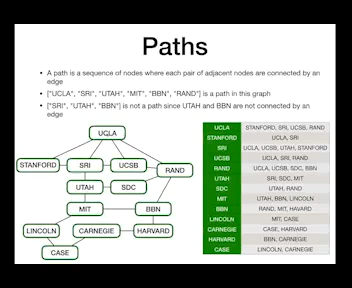 Paths
• A path is a sequence of nodes where each pair of adjacent nodes are connected by an
edge
• ["UCLA", "SRI", "UTAH", "MIT", "BBN", "RAND"] is a path in this graph
• ["SRI", "UTAH", "BBN"] is not a path since UTAH and BBN are not connected by an
edge
UCLA
STANFORD SRI UCSB RAND
UTAH SDC
MIT BBN
LINCOLN CARNEGIE HARVARD
CASE
UCLA STANFORD, SRI, UCSB, RAND
STANFORD UCLA, SRI
SRI UCLA, UCSB, UTAH, STANFORD
UCSB UCLA, SRI, RAND
RAND UCLA, UCSB, SDC, BBN
UTAH SRI, SDC, MIT
SDC UTAH, RAND
MIT UTAH, BBN, LINCOLN
BBN RAND, MIT, HAVARD
LINCOLN MIT, CASE
CARNEGIE CASE, HARVARD
HARVARD BBN, CARNEGIE
CASE LINCOLN, CARNEGIE